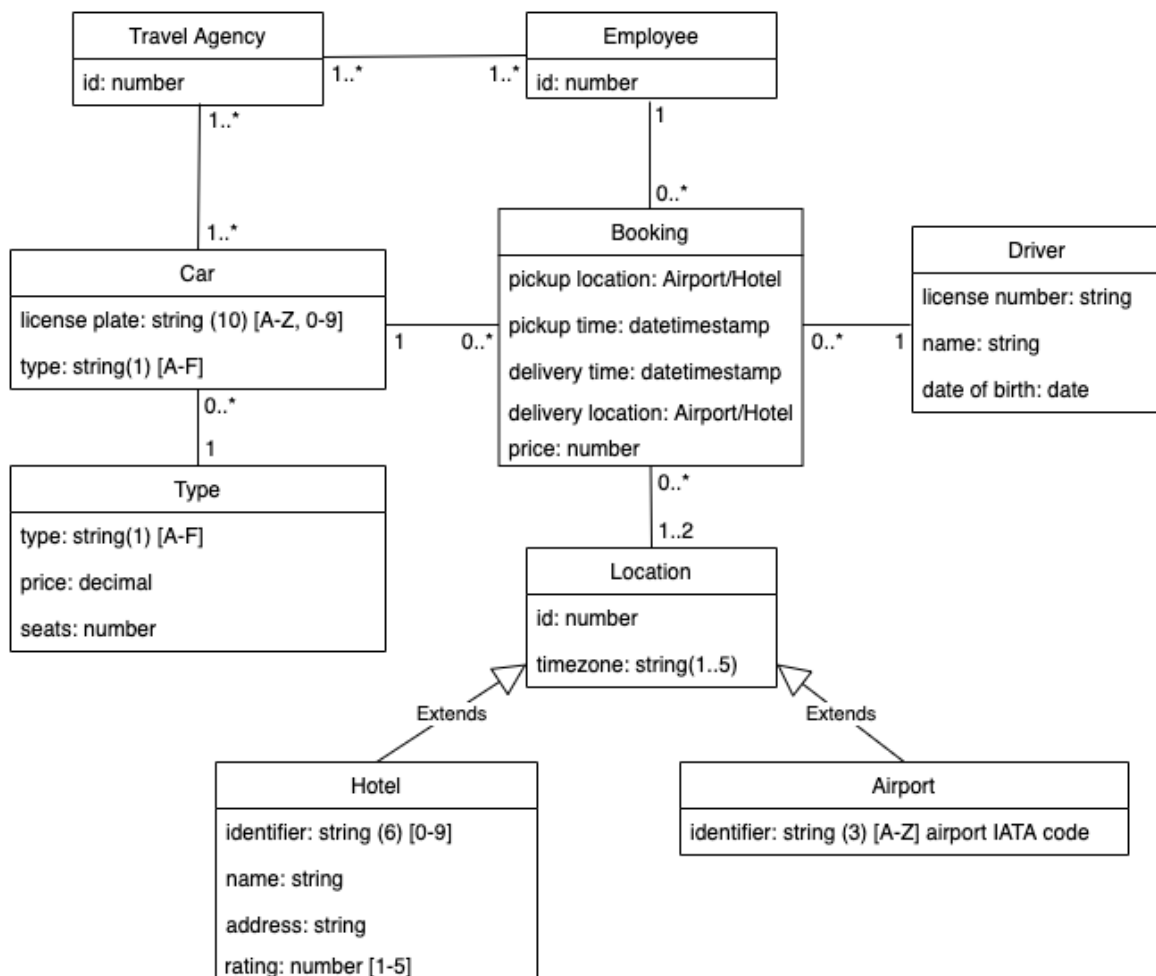 Travel Agency
id: number
1..*
1..*
Employee
id: number
1..*
1
1..*
0..*
Car
license plate: string (10) [A-Z, 0-9]
type: string(1) [A-F]
1
0..*
Booking
pickup location: Airport/Hotel
pickup time: datetimestamp
delivery time: datetimestamp
delivery location: Airport/Hotel
price: number
0..*
1
Driver
license number: string
name: string
date of birth: date
0..*
1
Type
type: string(1) [A-F]
price: decimal
seats: number
0..*
1..2
Location
id: number
timezone: string(1..5)
Extends
Extends
Hotel
identifier: string (6) [0-9]
name: string
address: string
rating: number [1-5]
Airport
identifier: string (3) [A-Z] airport IATA code